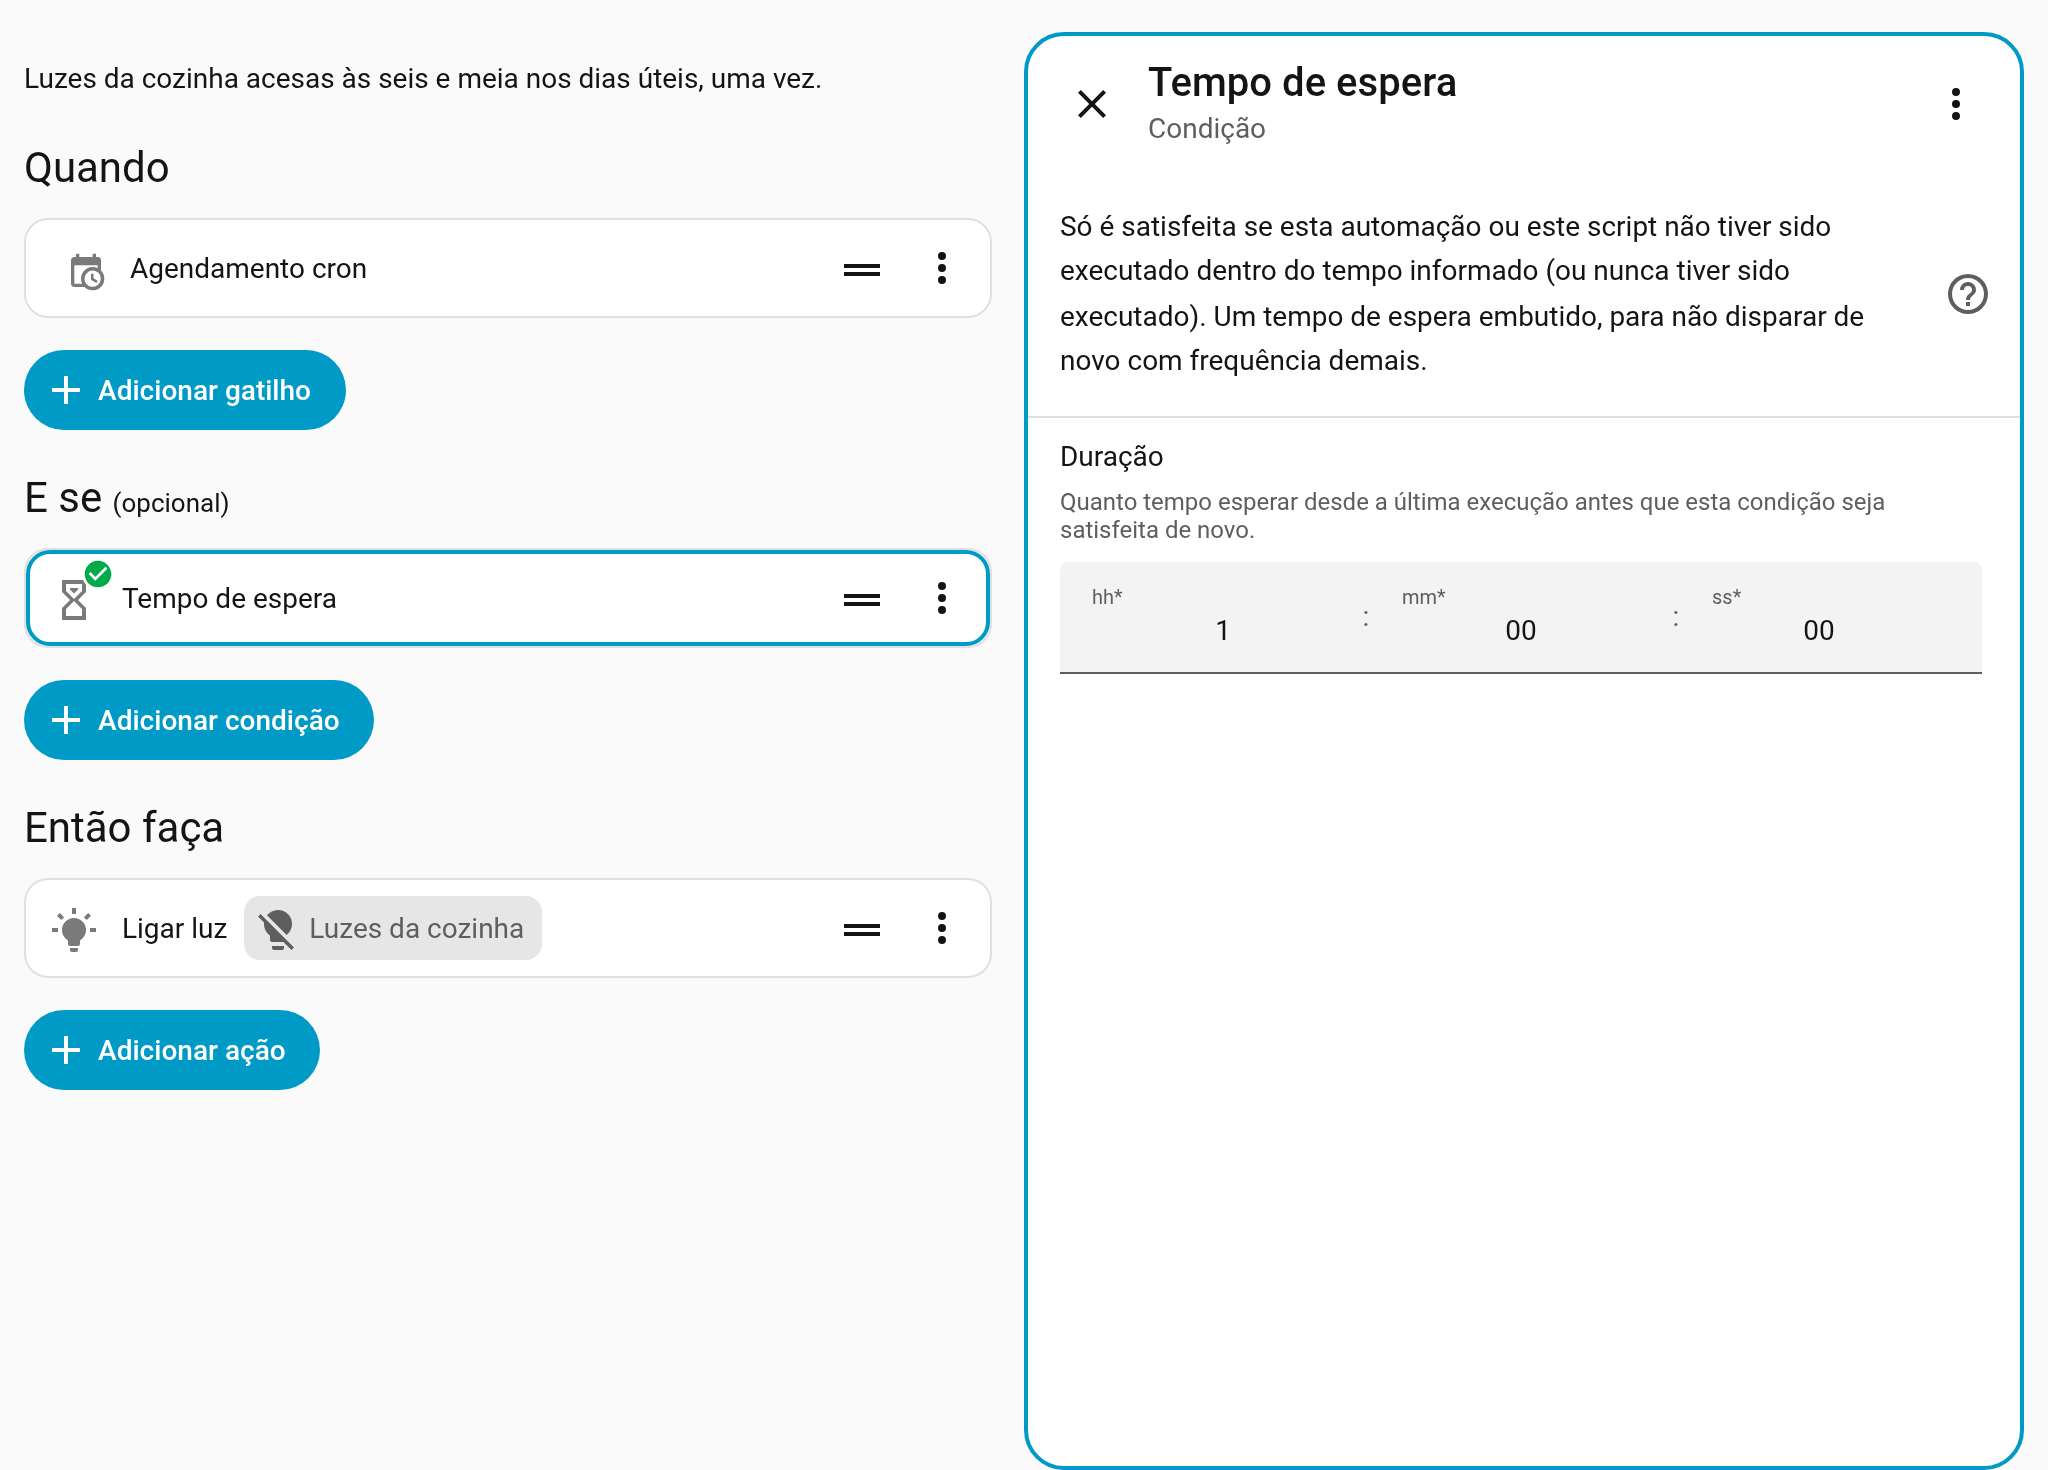 Luzes da cozinha acesas às seis e meia nos dias úteis, uma vez.
Quando
Agendamento cron
Adicionar gatilho
E se (opcional)
Tempo de espera
Adicionar condição
Então faça
Ligar luz Luzes da cozinha
Adicionar ação
Tempo de espera
Condição
Só é satisfeita se esta automação ou este script não tiver sido
executado dentro do tempo informado (ou nunca tiver sido
executado). Um tempo de espera embutido, para não disparar de
novo com frequência demais.
Duração
Quanto tempo esperar desde a última execução antes que esta condição seja
satisfeita de novo.
hh* : mm* : ss*
1 00 00